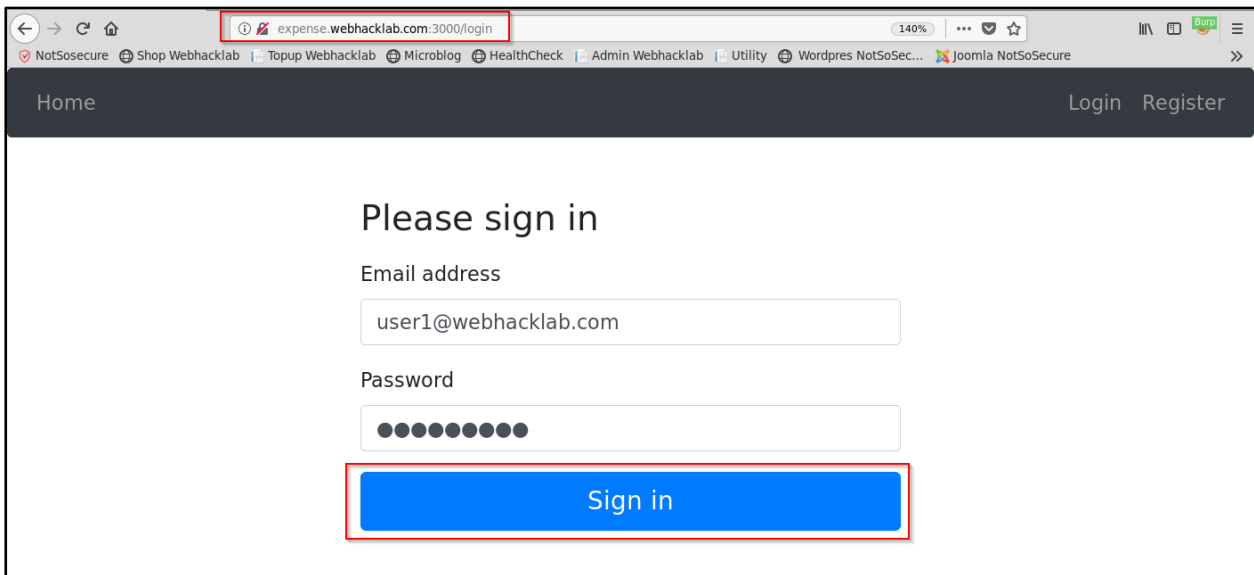 expense.webhacklab.com:3000/login 140% Burp
NotSosecure Shop Webhacklab Topup Webhacklab Microblog HealthCheck Admin Webhacklab Utility Wordpres NotSoSec... Joomla NotSoSecure
Home Login Register
Please sign in
Email address
user1@webhacklab.com
Password
Sign in